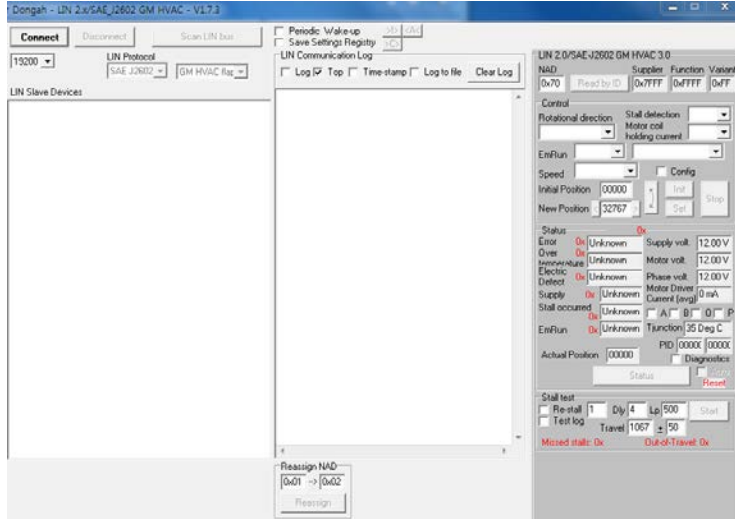 Dongah - LIN 2.x/SAE_J2602 GM HVAC - V1.7.3
Connect Disconnect Scan LIN bus
Periodic Wake-up
Save Settings Registry
19200
LIN Protocol
SAE J2602 GM HVAC flap
LIN Slave Devices
LIN Communication Log
Log Top Time-stamp Log to file Clear Log
Reassign NAD
0x01 -> 0x02
Reassign
LIN 2.0/SAE-J2602 GM HVAC 3.0
NAD Supplier Function Variant
0x70 Read by ID 0x7FFF 0xFFFF 0xFF
Control
Rotational direction Stall detection
Motor coil
holding current
EmRun
Speed Config
Initial Position 00000 Init
New Position 32767 Set Stop
Status 0x
Error 0x Unknown Supply volt. 12.00 V
Over
temperature 0x Unknown Motor volt. 12.00 V
Electric
Defect 0x Unknown Phase volt. 12.00 V
Supply 0x Unknown Motor Driver
Current (avg) 0 mA
Stall occurred 0x Unknown A B O P
EmRun 0x Unknown Tjunction 35 Deg C
PID 0000 0000
Actual Position 00000 Diagnostics
Status
Reset
Stall test
Re-stall 1 Dly 4 Lp 500 Start
Test log Travel 1067 ± 50
Missed stalls: 0x Out-of-Travel: 0x